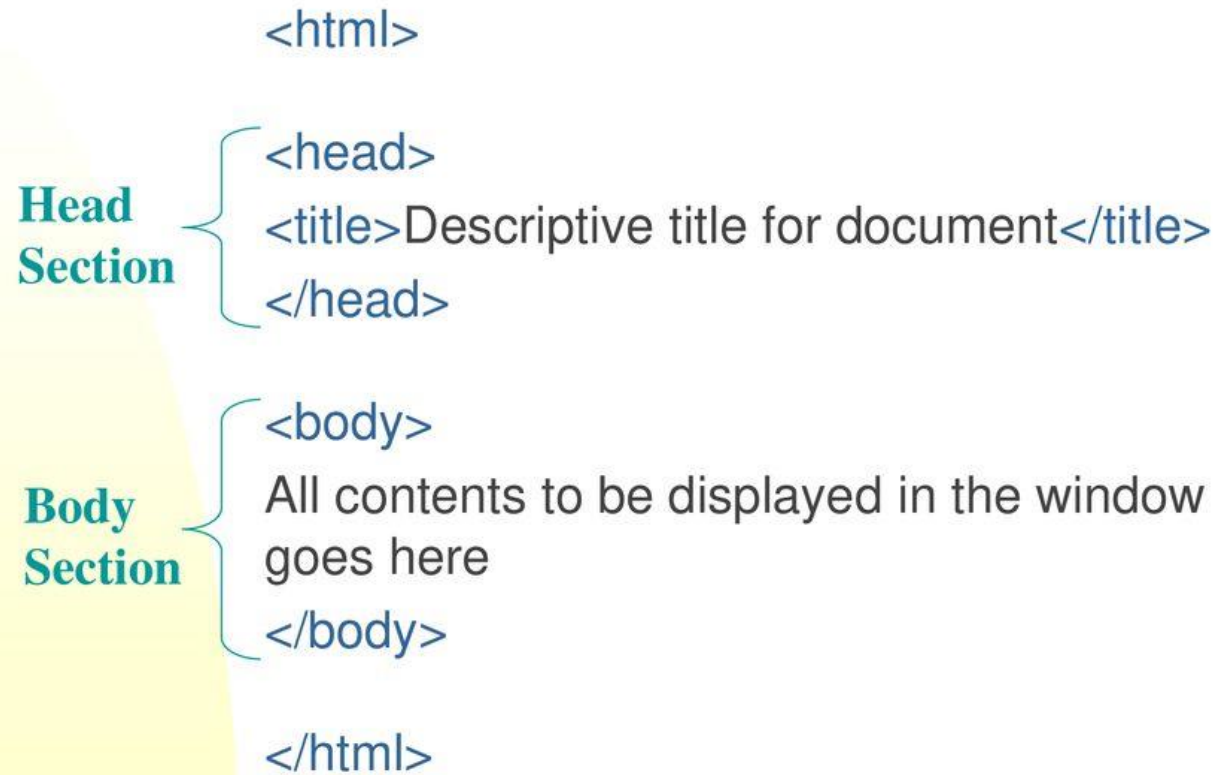 <html>
Head
Section
<head>
<title>Descriptive title for document</title>
</head>
Body
Section
<body>
All contents to be displayed in the window
goes here
</body>
</html>